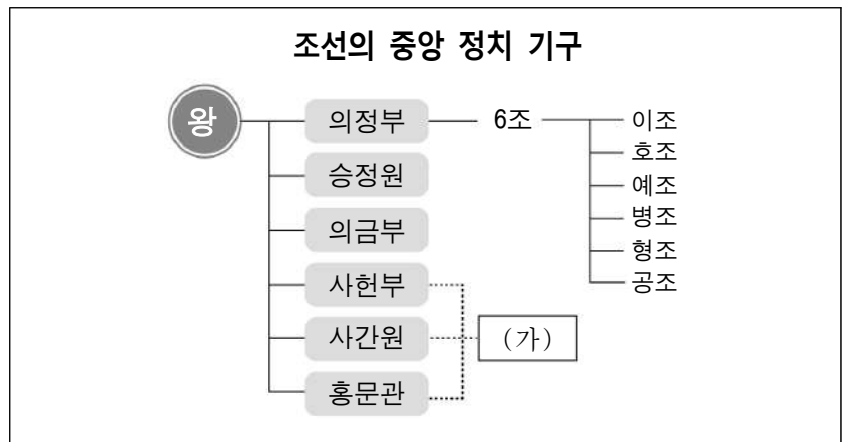 조선의 중앙 정치 기구
왕
의정부 6조 이조
호조
승정원 예조
병조
의금부 형조
사헌부 공조
사간원 (가)
홍문관